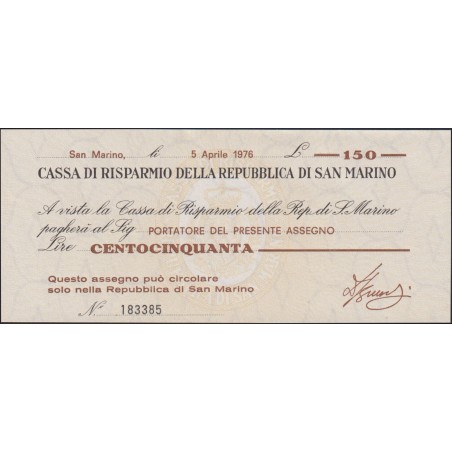 San Marino, li 5 Aprile 1976 £ 150
CASSA DI RISPARMIO DELLA REPUBBLICA DI SAN MARINO
A vista la Cassa di Risparmio della Rep. di S. Marino
pagherà al Sig. PORTATORE DEL PRESENTE ASSEGNO
Lire CENTOCINQUANTA
Questo assegno può circolare
solo nella Repubblica di San Marino
N° 183385